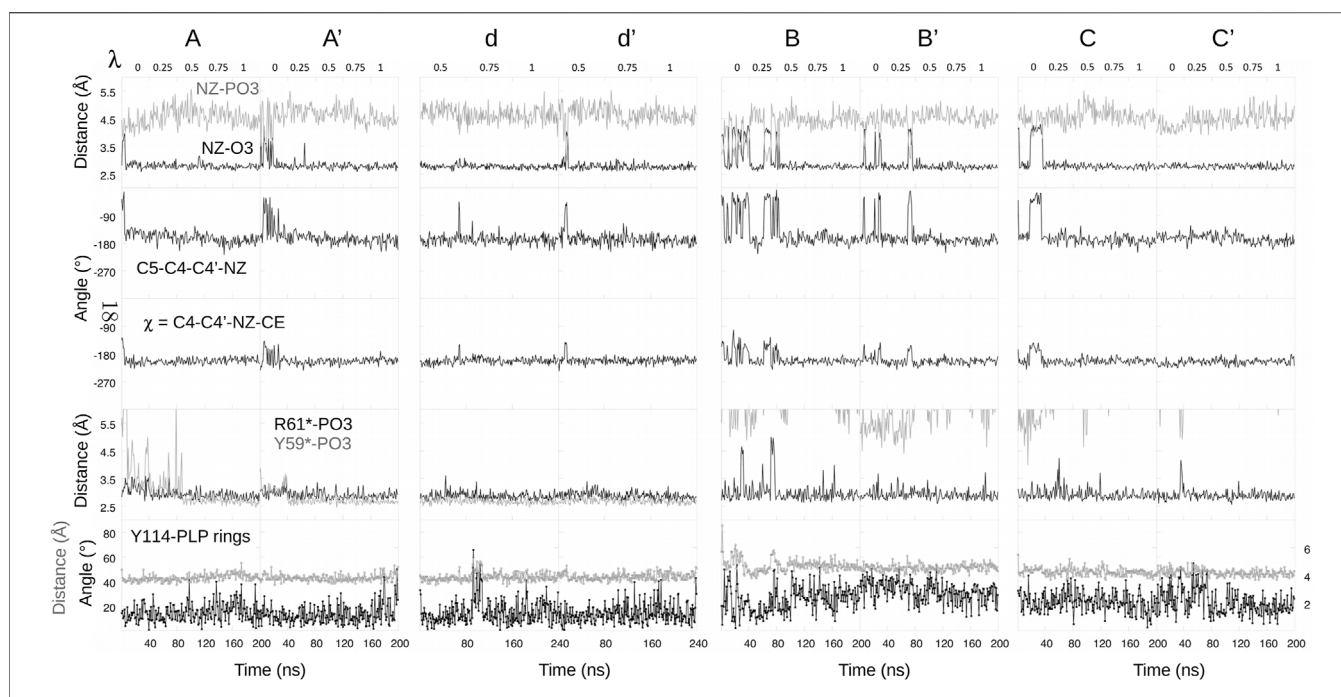 A A’ d d’ B B’ C C’
λ 0 0.25 0.5 0.75 1 0 0.25 0.5 0.75 1 0.5 0.75 1 0.5 0.75 1 0 0.25 0.5 0.75 1 0 0.25 0.5 0.75 1 0 0.25 0.5 0.75 1 0 0.25 0.5 0.75 1
Distance (Å)
5.5
4.5
3.5
2.5
NZ-PO3
NZ-O3
Angle (°)
-90
-180
-270
C5-C4-C4’-NZ
18
-90
-180
-270
χ = C4-C4’-NZ-CE
Distance (Å)
5.5
4.5
3.5
2.5
R61*-PO3
Y59*-PO3
Distance (Å)
Angle (°)
80
60
40
20
Y114-PLP rings
6
4
2
40 80 120 160 200 40 80 120 160 200 80 160 240 80 160 240 40 80 120 160 200 40 80 120 160 200 40 80 120 160 200 40 80 120 160 200
Time (ns) Time (ns) Time (ns) Time (ns)